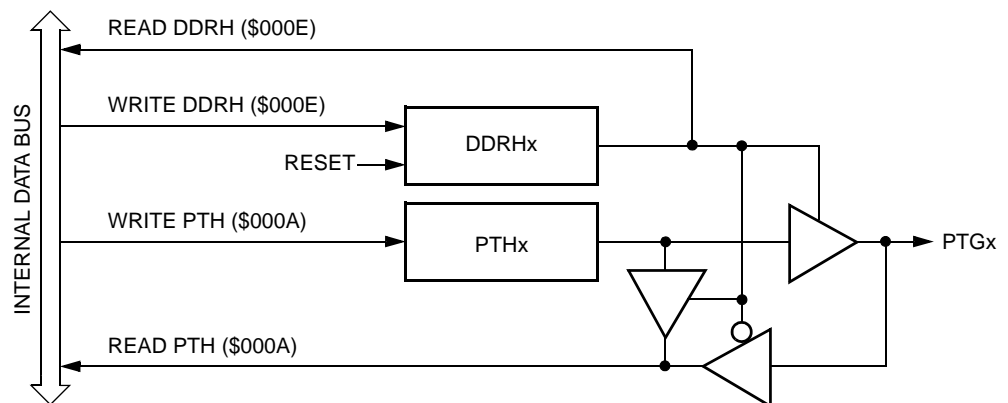 READ DDRH ($000E)
WRITE DDRH ($000E)
DDRHx
RESET
WRITE PTH ($000A)
PTHx
PTGx
READ PTH ($000A)
INTERNAL DATA BUS